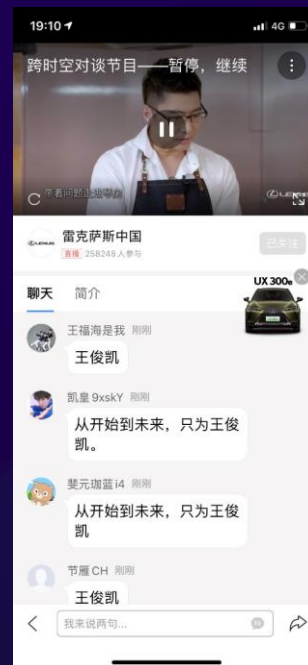 19:10
4G
跨时空对谈节目——暂停，继续
LEXUS
雷克萨斯中国
已关注
直播 258248人参与
UX 300e
聊天 简介
王福海是我 刚刚
王俊凯
凯皇9xskY 刚刚
从开始到未来，只为王俊
凯。
斐元珈蓝i4 刚刚
从开始到未来，只为王俊
凯
节雁CH 刚刚
王俊凯
我来说两句...